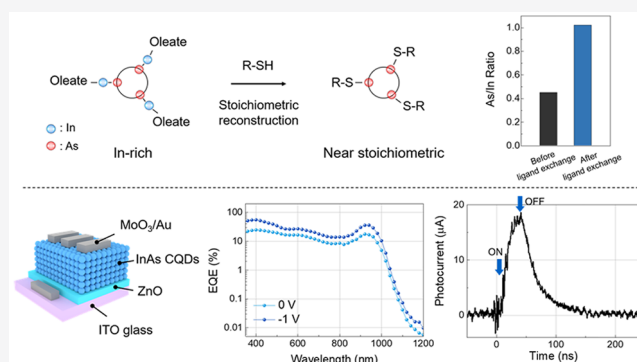 Oleate
Oleate
Oleate
: In
: As
In-rich
R-SH
Stoichiometric
reconstruction
S-R
R-S
S-R
Near stoichiometric
As/In Ratio
1.0
0.8
0.6
0.4
0.2
0.0
Before
ligand exchange
After
ligand exchange
MoO₃/Au
InAs CQDs
ZnO
ITO glass
EQE (%)
100
10
1
0.1
0.01
0 V
-1 V
400 600 800 1000 1200
Wavelength (nm)
Photocurrent (μA)
20
10
0
ON
OFF
0 100 200
Time (ns)